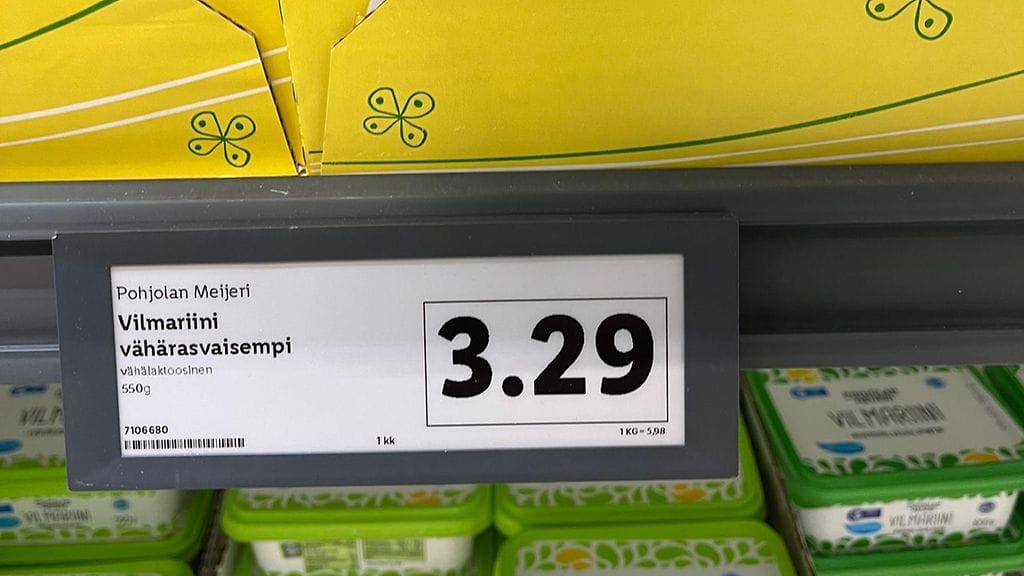 Pohjolan Meijeri
Vilmariini
vähärasvaisempi
vähälaktoosinen
550g
3.29
7106680
1 kk
1 KG = 5,98
VILMARIINI
VILMARIINI
VILMARIINI